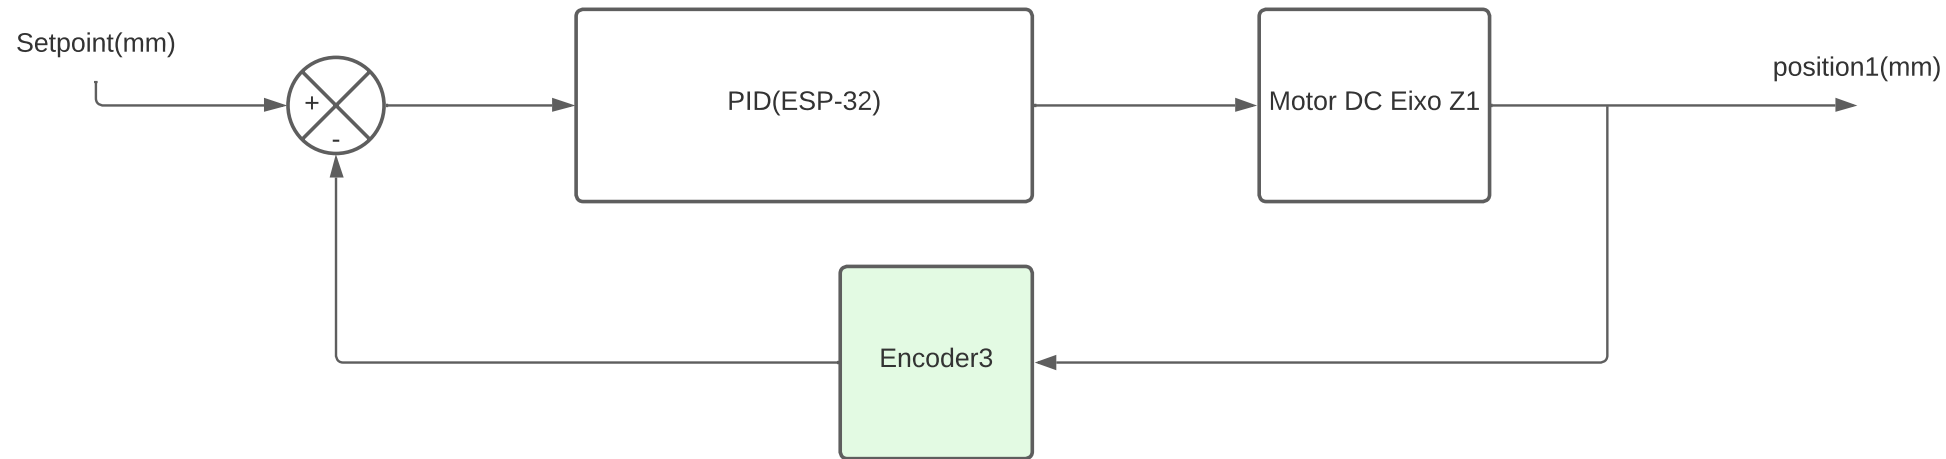 Setpoint(mm)
+
-
PID(ESP-32)
Motor DC Eixo Z1
position1(mm)
Encoder3